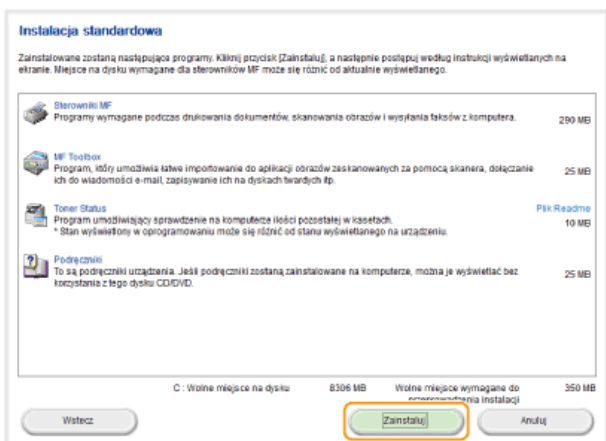 Instalacja standardowa
Zainstalowane zostaną następujące programy. Kliknij przycisk [Zainstaluj], a następnie postępuj według instrukcji wyświetlanych na
ekranie. Miejsce na dysku wymagane dla sterowników MF może się różnić od aktualnie wyświetlanego.
Sterowniki MF
Programy wymagane podczas drukowania dokumentów, skanowania obrazów i wysyłania faksów z komputera.
290 MB
MF Toolbox
Program, który umożliwia łatwe importowanie do aplikacji obrazów zeskanowanych za pomocą skanera, dołączanie
ich do wiadomości e-mail, zapisywanie ich na dyskach twardych itp.
25 MB
Toner Status
Plik Readme
Program umożliwiający sprawdzenie na komputerze ilości pozostałej w kasetach.
10 MB
* Stan wyświetlony w oprogramowaniu może się różnić od stanu wyświetlanego na urządzeniu.
Podręczniki
To są podręczniki urządzenia. Jeśli podręczniki zostaną zainstalowane na komputerze, można je wyświetlać bez
korzystania z tego dysku CD/DVD.
25 MB
C : Wolne miejsce na dysku 8306 MB Wolne miejsce wymagane do 350 MB
przeprowadzenia instalacji
Wstecz Zainstaluj Anuluj